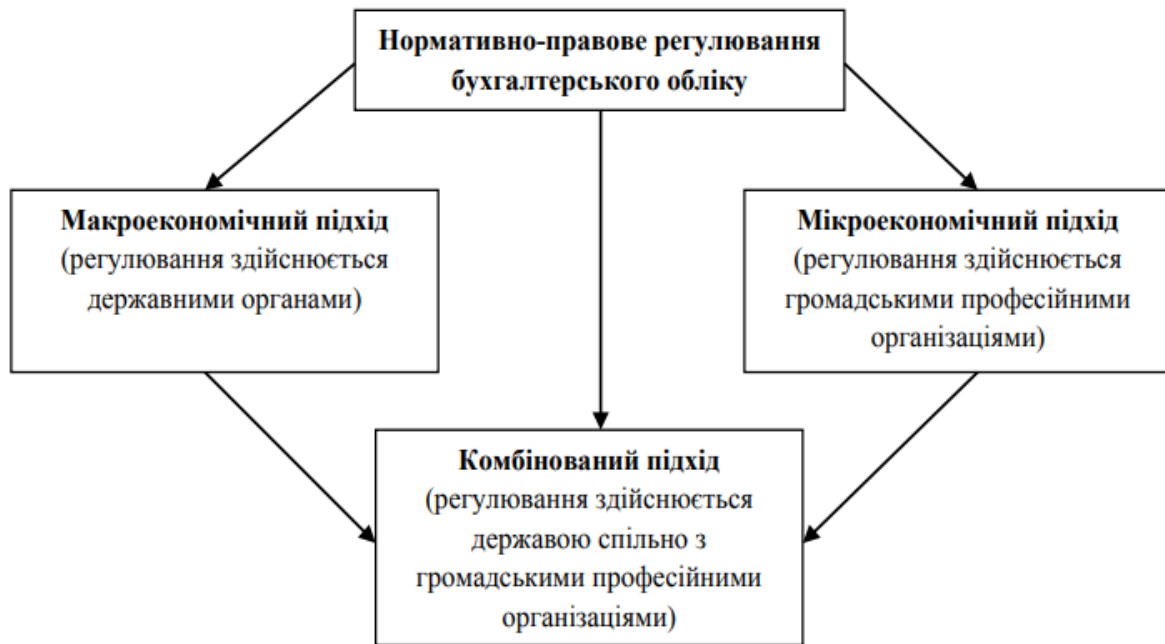 Нормативно-правове регулювання
бухгалтерського обліку
Макроекономічний підхід
(регулювання здійснюється
державними органами)
Мікроекономічний підхід
(регулювання здійснюється
громадськими професійними
організаціями)
Комбінований підхід
(регулювання здійснюється
державою спільно з
громадськими професійними
організаціями)